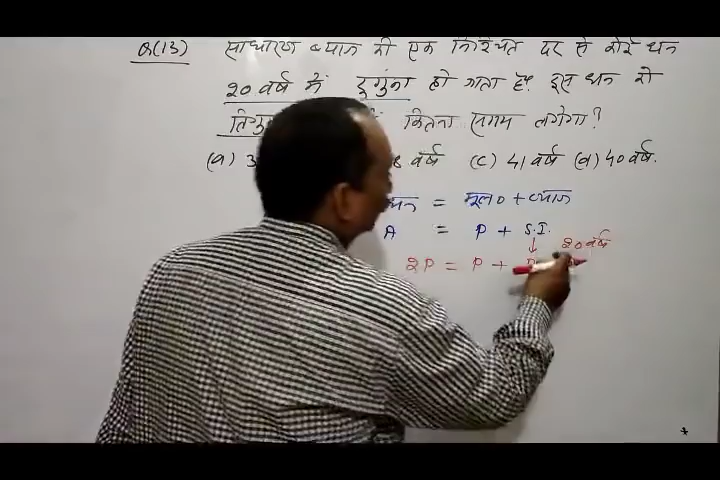 Q(13) साधारण ब्याज की एक निश्चित दर से कोई धन
20 वर्ष में दुगुना हो जाता है? इस धन को
तिगु कितना समय लगेगा?
(a) 3 वर्ष (c) 41 वर्ष (d) 40 वर्ष.
= मूल0 + ब्याज
A = P + S.I.
20 वर्ष
2P = P +